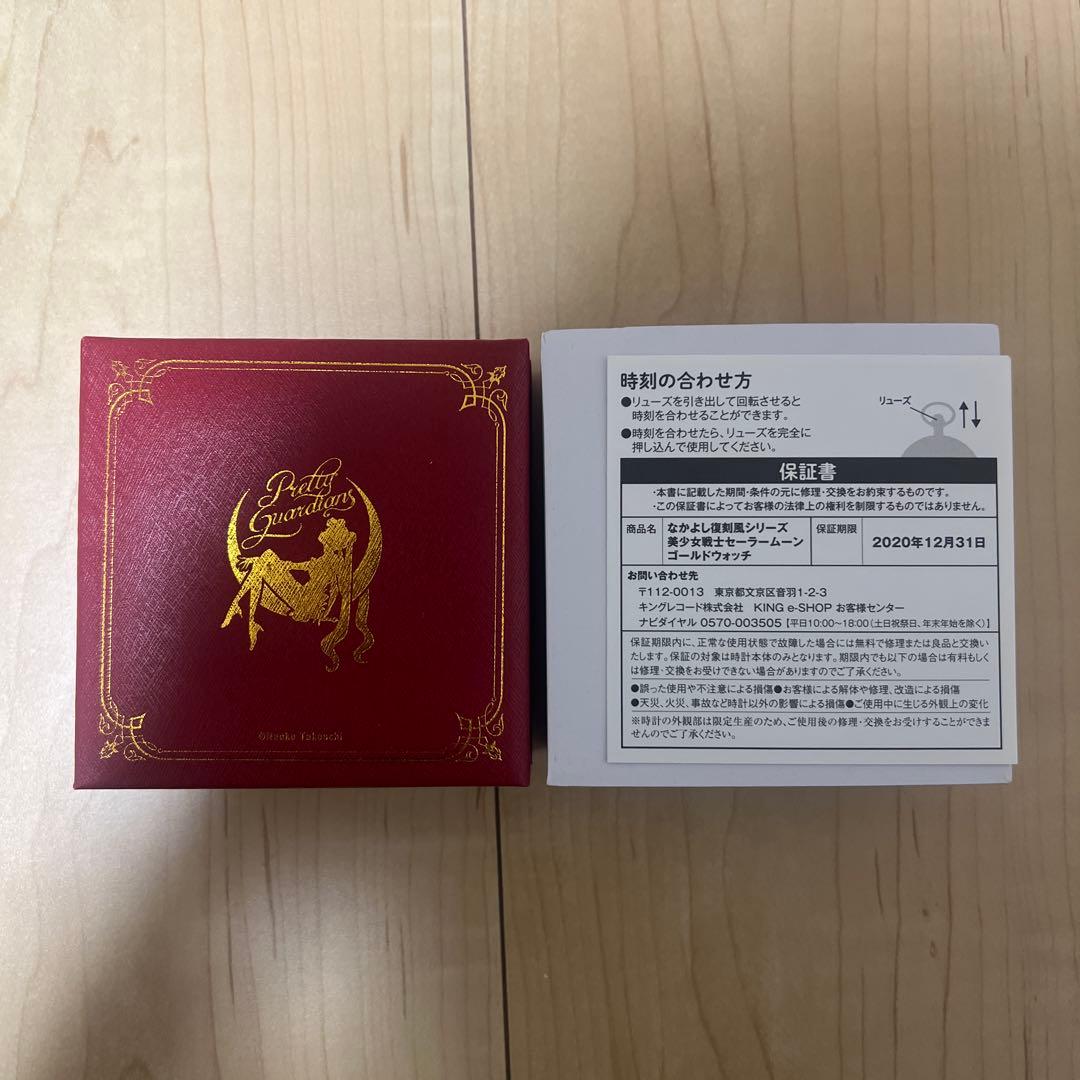 Pretty
Guardians
©Naoko Takeuchi
時刻の合わせ方
●リューズを引き出して回転させると
時刻を合わせることができます。
●時刻を合わせたら、リューズを完全に
押し込んで使用してください。
リューズ
保証書
・本書に記載した期間・条件の元に修理・交換をお約束するものです。
・この保証書によってお客様の法律上の権利を制限するものではありません。
商品名
なかよし復刻風シリーズ
美少女戦士セーラームーン
ゴールドウォッチ
保証期限
2020年12月31日
お問い合わせ先
〒112-0013 東京都文京区音羽1-2-3
キングレコード株式会社 KING e-SHOP お客様センター
ナビダイヤル 0570-003505【平日10:00〜18:00(土日祝祭日、年末年始を除く)】
保証期限内に、正常な使用状態で故障した場合には無料で修理または良品と交換い
たします。保証の対象は時計本体のみとなります。期限内でも以下の場合は有料もしく
は修理・交換をお受けできない場合がありますのでご了承ください。
●誤った使用や不注意による損傷●お客様による解体や修理、改造による損傷
●天災、火災、事故など時計以外の影響による損傷●ご使用中に生じる外観上の変化
※時計の外観部は限定生産のため、ご使用後の修理・交換をお受けすることができま
せんのでご了承ください。